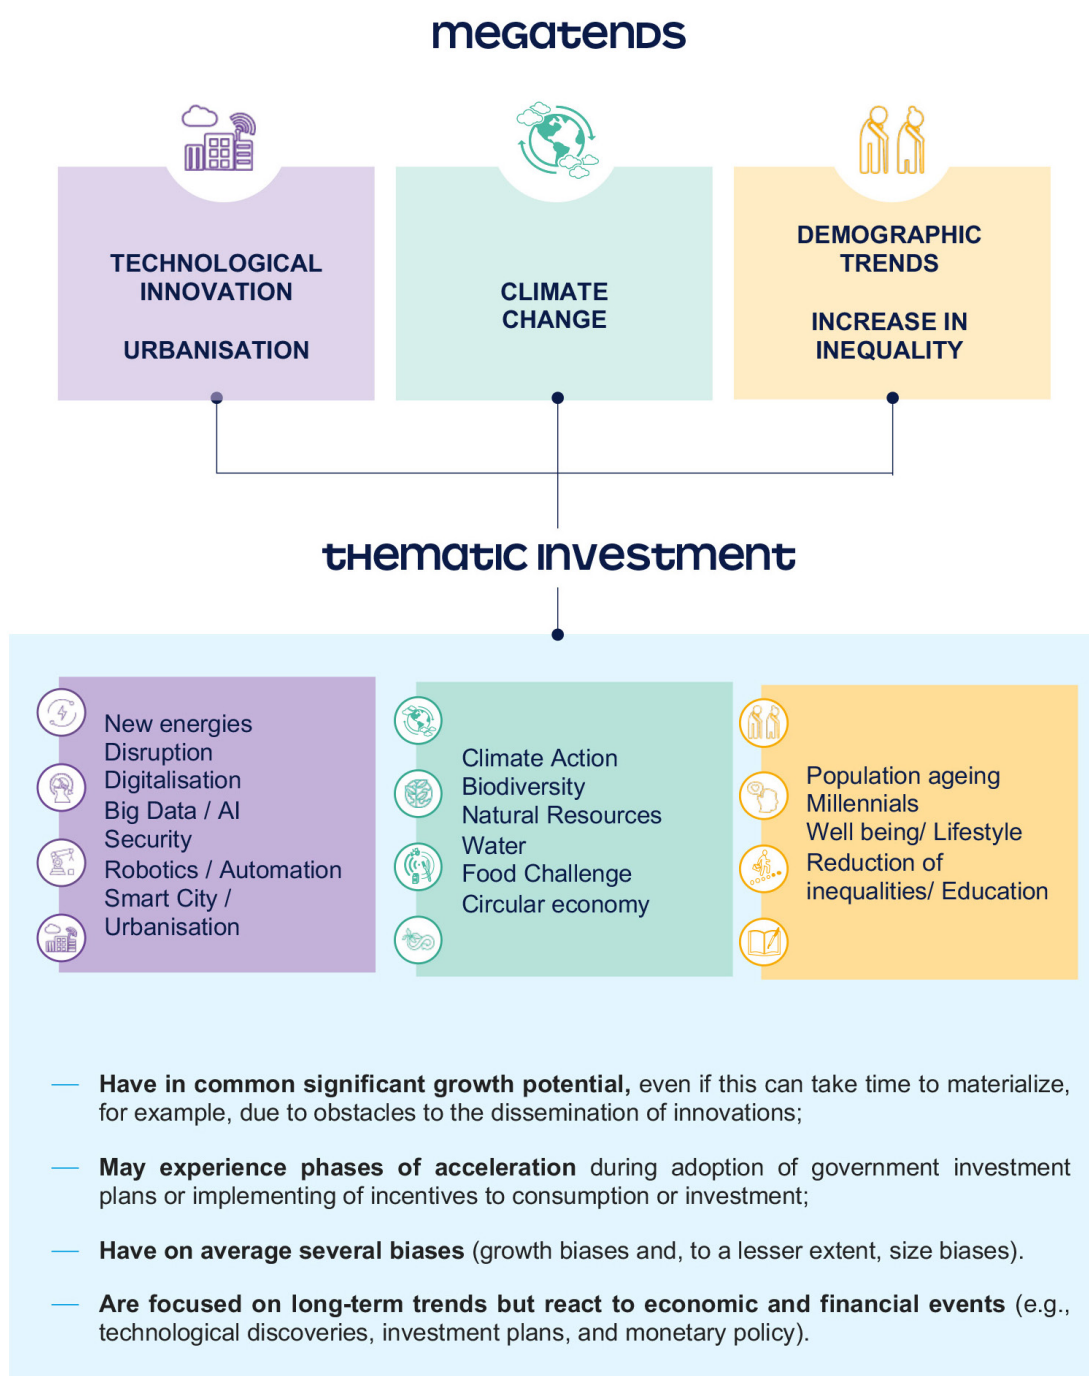 megatends
TECHNOLOGICAL
INNOVATION
URBANISATION
CLIMATE
CHANGE
DEMOGRAPHIC
TRENDS
INCREASE IN
INEQUALITY
thematic investment
New energies
Disruption
Digitalisation
Big Data / AI
Security
Robotics / Automation
Smart City /
Urbanisation
Climate Action
Biodiversity
Natural Resources
Water
Food Challenge
Circular economy
Population ageing
Millennials
Well being/ Lifestyle
Reduction of
inequalities/ Education
— Have in common significant growth potential, even if this can take time to materialize,
for example, due to obstacles to the dissemination of innovations;
— May experience phases of acceleration during adoption of government investment
plans or implementing of incentives to consumption or investment;
— Have on average several biases (growth biases and, to a lesser extent, size biases).
— Are focused on long-term trends but react to economic and financial events (e.g.,
technological discoveries, investment plans, and monetary policy).